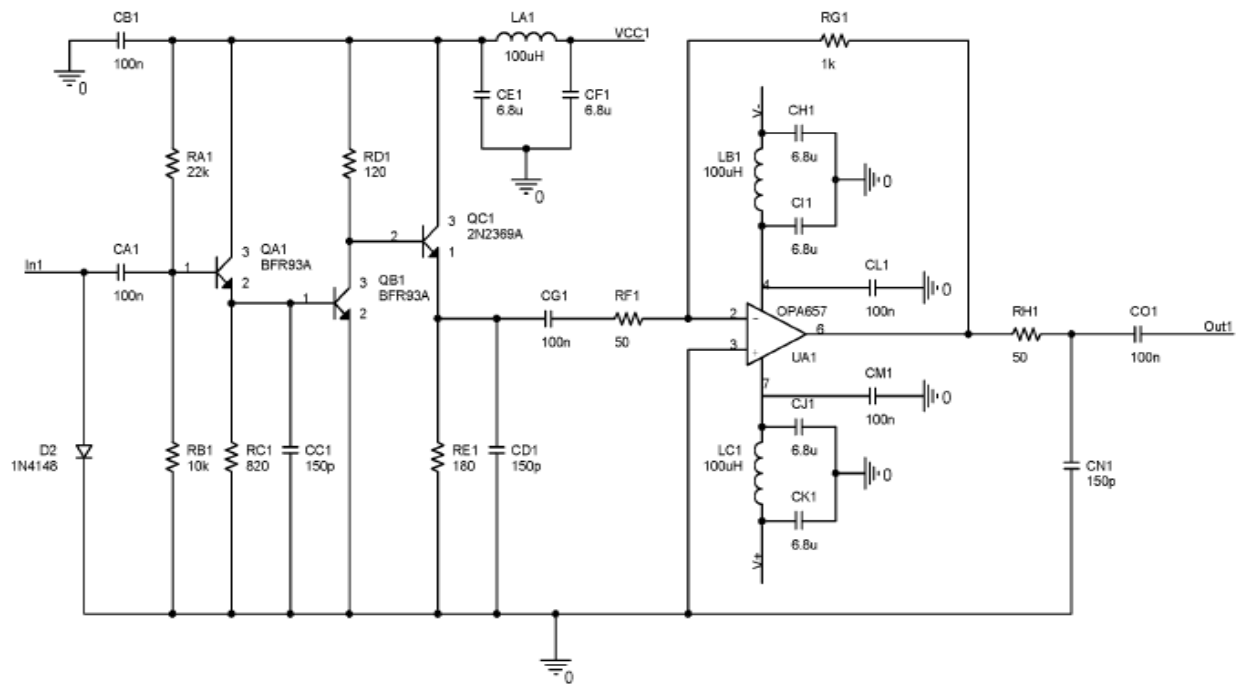 CB1
100n
0
LA1
100uH
VCC1
CE1
6.8u
CF1
6.8u
0
RG1
1k
RA1
22k
RD1
120
V-
CH1
6.8u
LB1
100uH
0
CI1
6.8u
In1
CA1
100n
1
3
QA1
BFR93A
2
2
3
QC1
2N2369A
1
1
3
QB1
BFR93A
2
CG1
100n
RF1
50
CL1
100n
0
4
2
-
OPA657
3
+
6
UA1
7
RH1
50
CO1
100n
Out1
CM1
100n
0
D2
1N4148
RB1
10k
RC1
820
CC1
150p
RE1
180
CD1
150p
CJ1
6.8u
LC1
100uH
0
CK1
6.8u
V+
CN1
150p
0